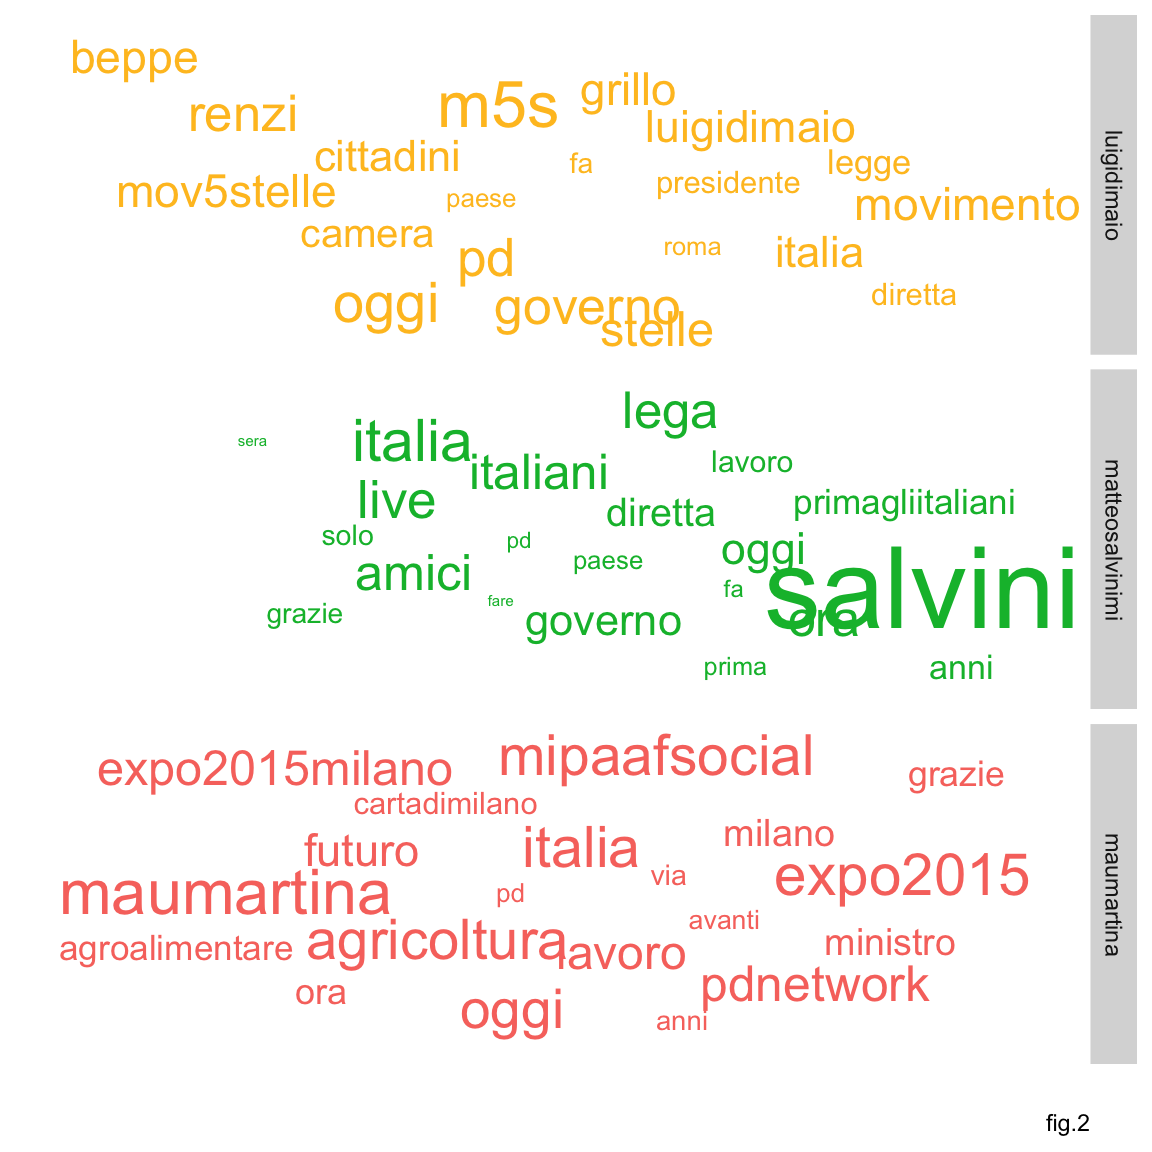 beppe
renzi
m5s
grillo
luigidimaio
cittadini
fa
legge
mov5stelle
paese
presidente
movimento
camera
pd
roma
italia
oggi
governo
diretta
stelle
luigidimaio
lega
sera
italia
italiani
lavoro
live
diretta
primagliitaliani
solo
pd
paese
oggi
amici
fa
salvini
fare
grazie
governo
ora
prima
anni
matteosalvinimi
expo2015milano
mipaafsocial
grazie
cartadimilano
futuro
italia
milano
maumartina
pd
via
expo2015
avanti
agroalimentare
agricoltura
lavoro
ministro
ora
oggi
pdnetwork
anni
maumartina
fig.2